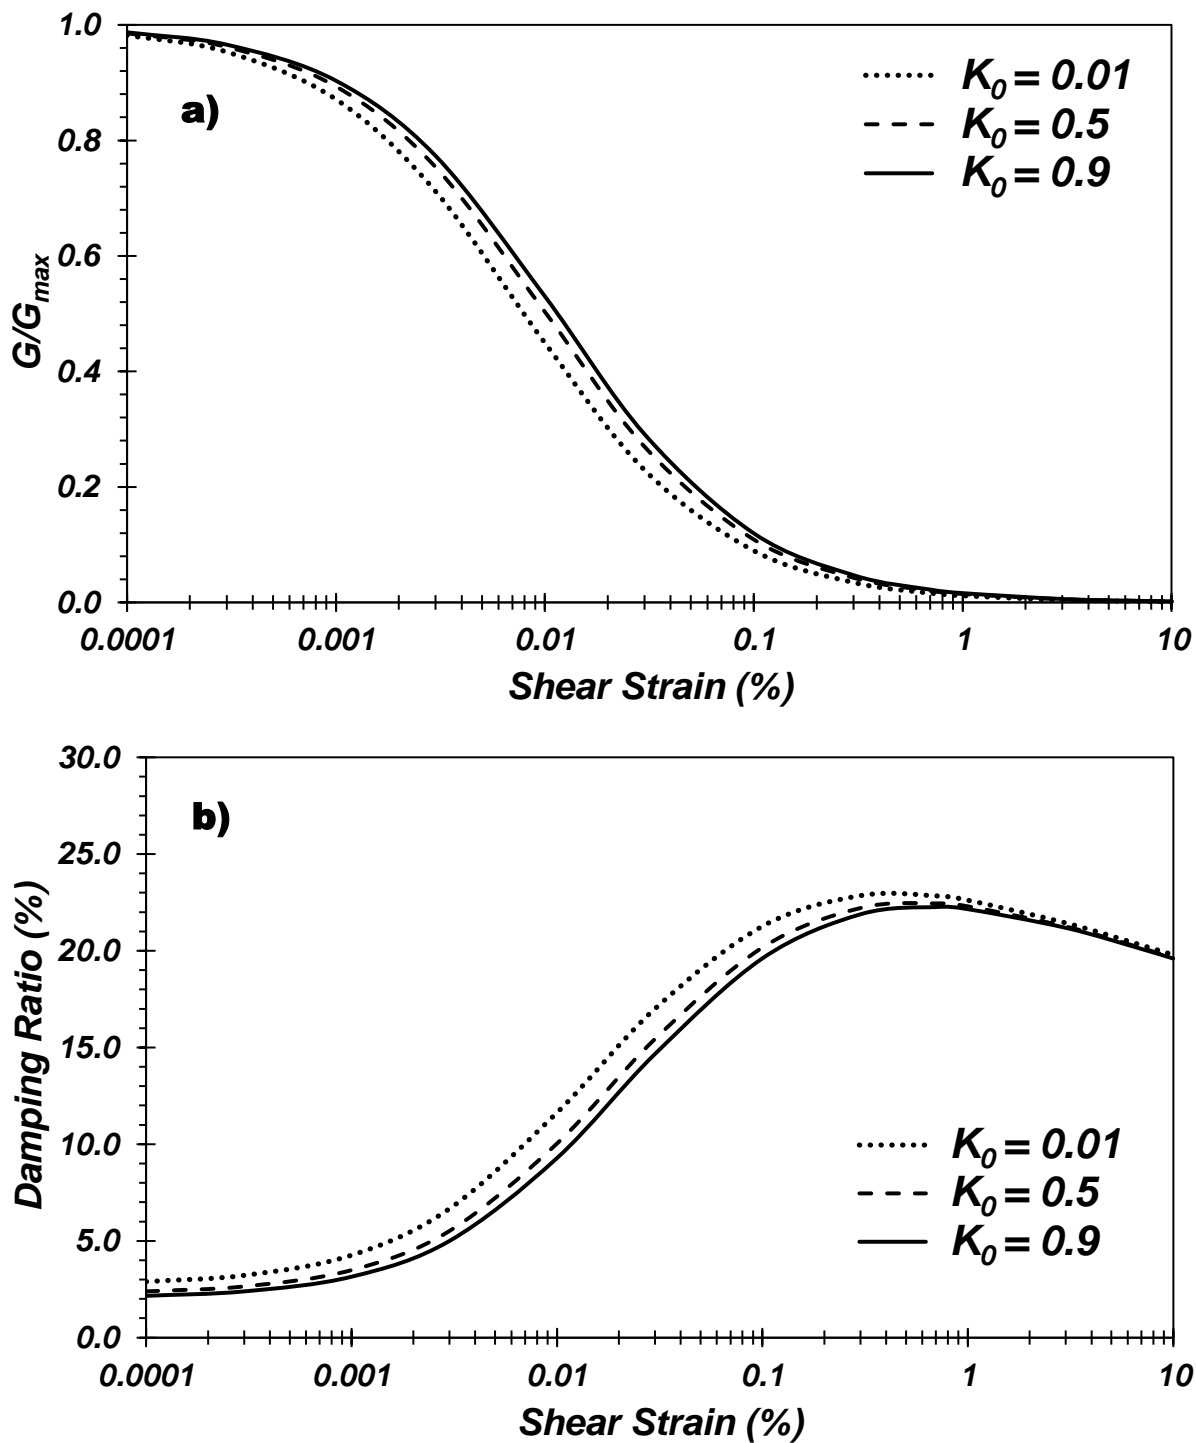 1.0
0.8
0.6
0.4
0.2
0.0
G/Gmax
a)
K0 = 0.01
K0 = 0.5
K0 = 0.9
0.0001 0.001 0.01 0.1 1 10
Shear Strain (%)
30.0
25.0
20.0
15.0
10.0
5.0
0.0
Damping Ratio (%)
b)
K0 = 0.01
K0 = 0.5
K0 = 0.9
0.0001 0.001 0.01 0.1 1 10
Shear Strain (%)